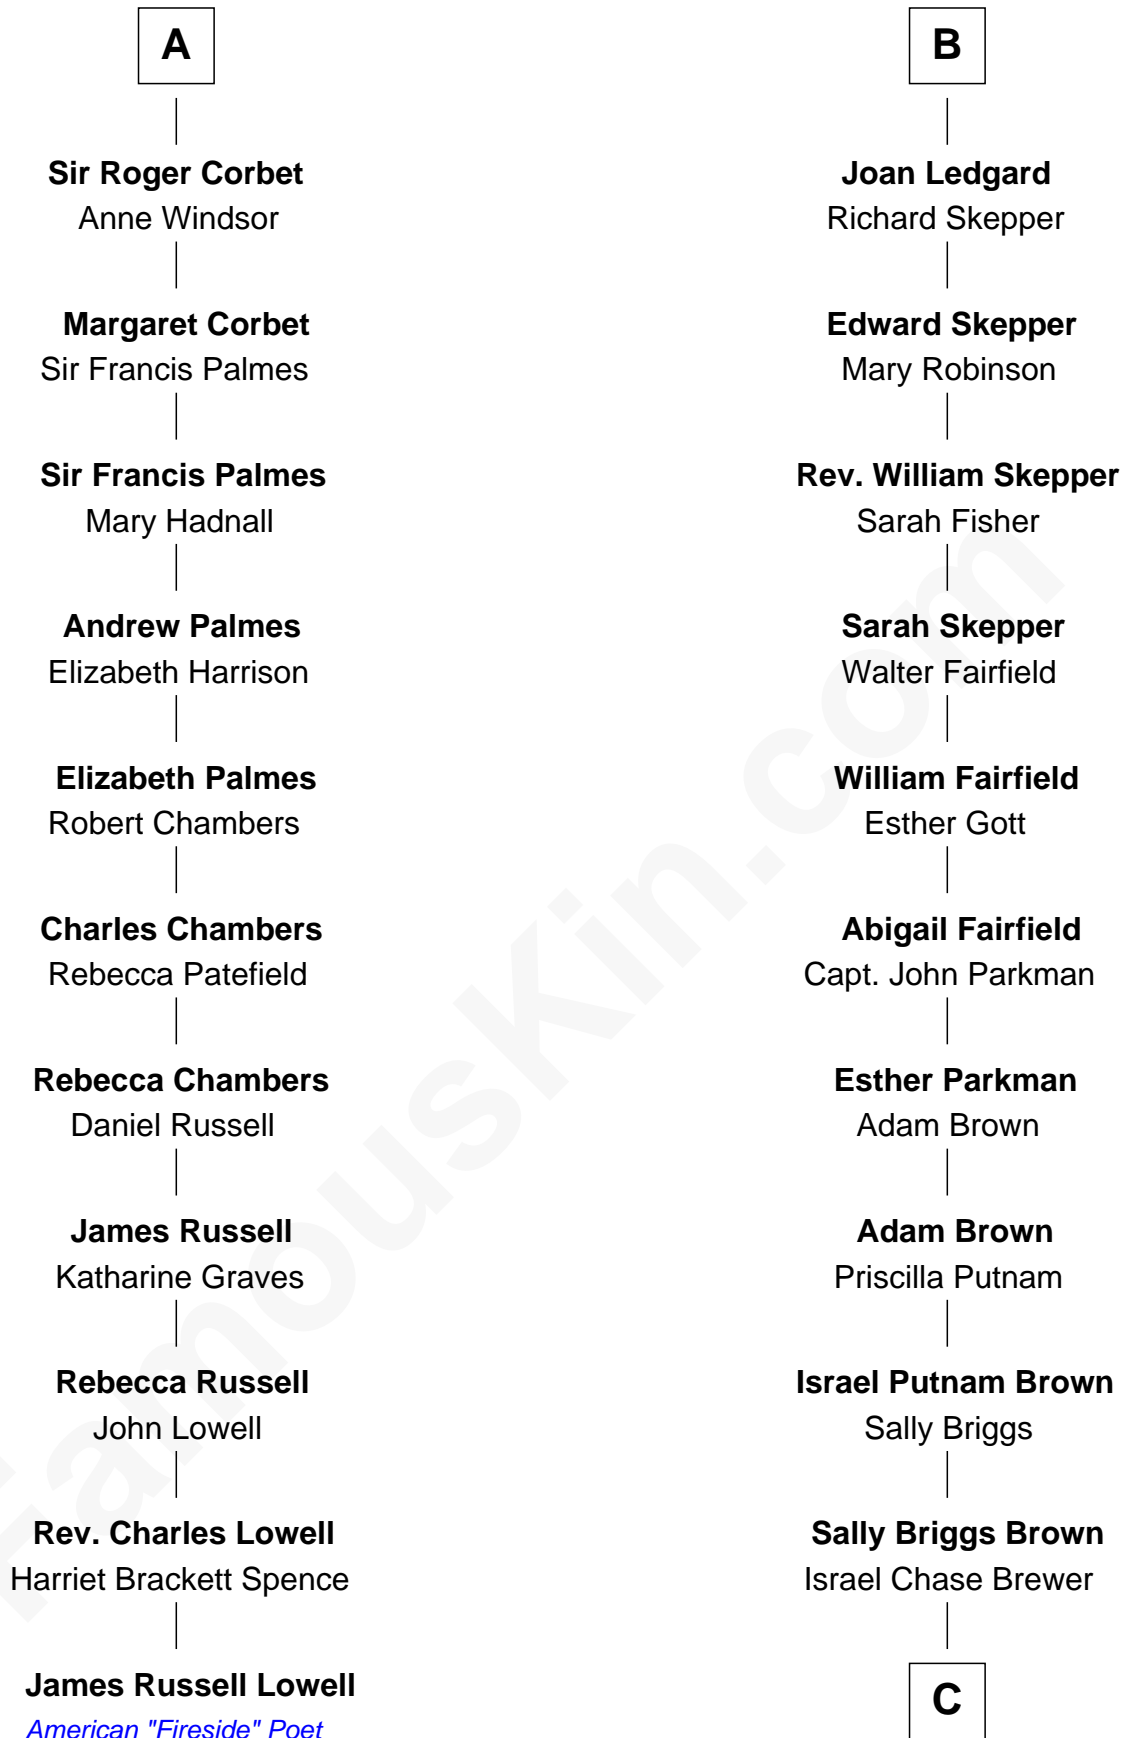 A
Sir Roger Corbet
Anne Windsor
Margaret Corbet
Sir Francis Palmes
Sir Francis Palmes
Mary Hadnall
Andrew Palmes
Elizabeth Harrison
Elizabeth Palmes
Robert Chambers
Charles Chambers
Rebecca Patefield
Rebecca Chambers
Daniel Russell
James Russell
Katharine Graves
Rebecca Russell
John Lowell
Rev. Charles Lowell
Harriet Brackett Spence
James Russell Lowell
American "Fireside" Poet
B
Joan Ledgard
Richard Skepper
Edward Skepper
Mary Robinson
Rev. William Skepper
Sarah Fisher
Sarah Skepper
Walter Fairfield
William Fairfield
Esther Gott
Abigail Fairfield
Capt. John Parkman
Esther Parkman
Adam Brown
Adam Brown
Priscilla Putnam
Israel Putnam Brown
Sally Briggs
Sally Briggs Brown
Israel Chase Brewer
C
FamousKin.com